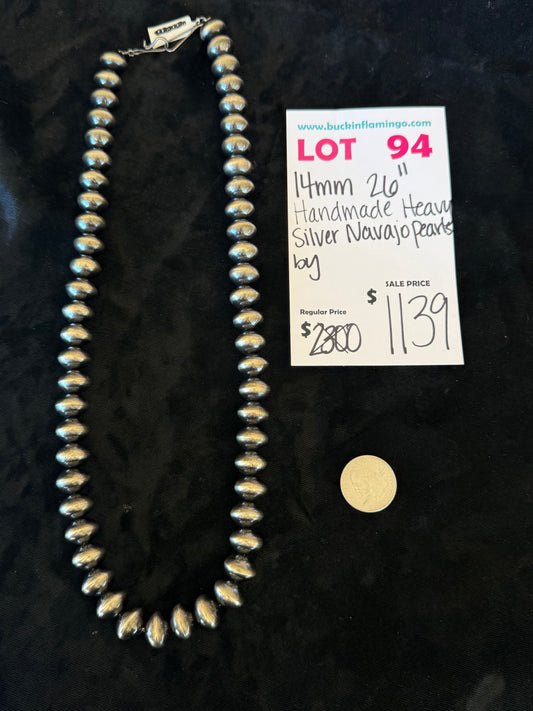 www.buckinflamingo.com
LOT 94
14mm 26"
Handmade Heavy
Silver Navajo pearls
by
SALE PRICE
Regular Price
$ 1139
$ 2300